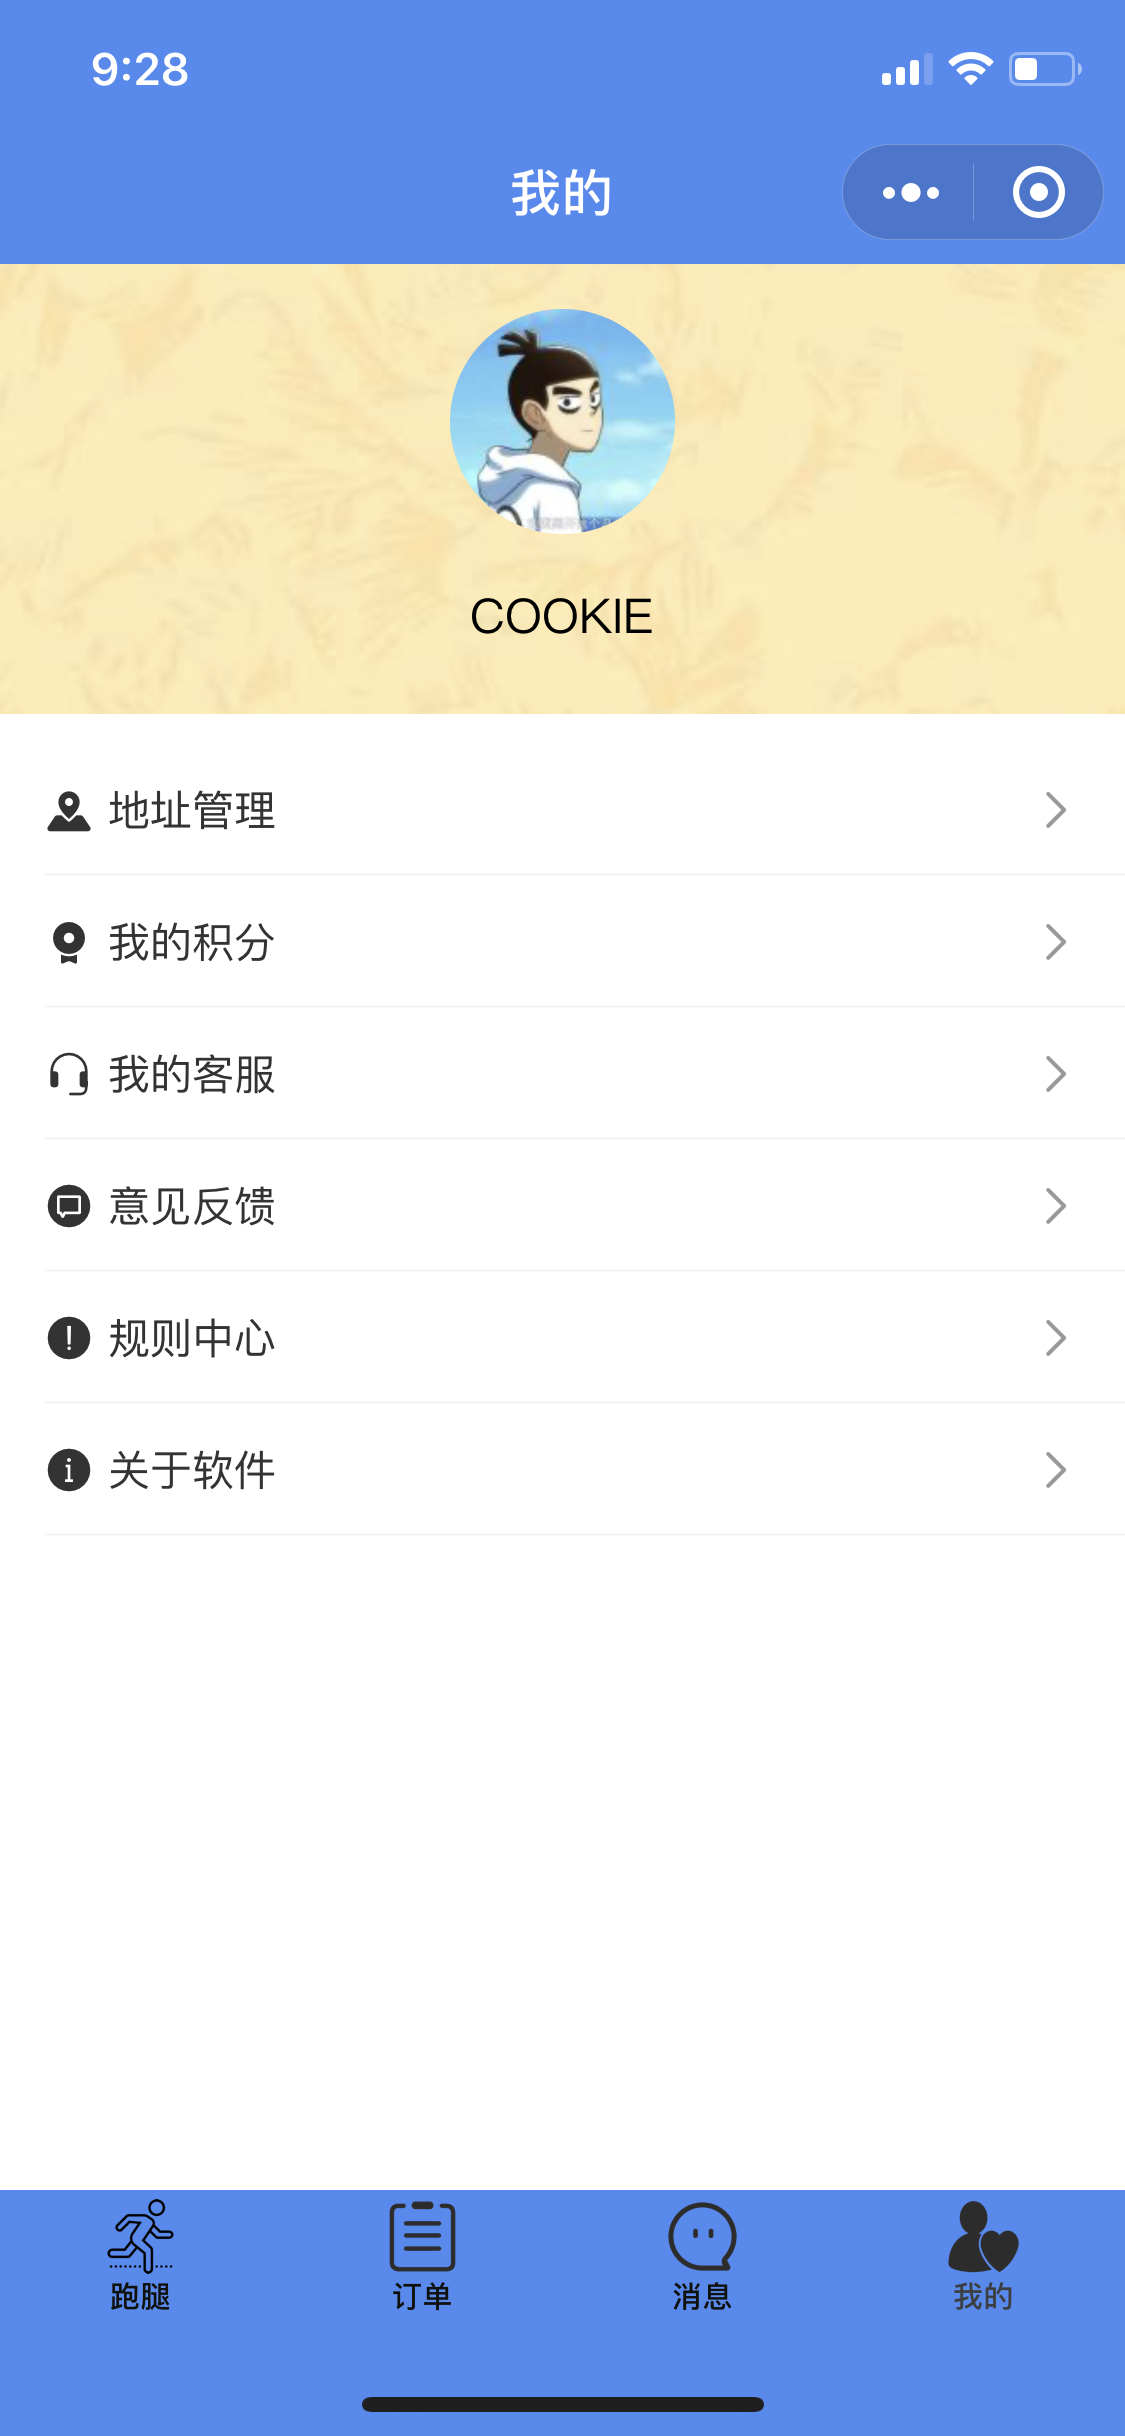 9:28
我的
COOKIE
地址管理
我的积分
我的客服
意见反馈
规则中心
关于软件
跑腿
订单
消息
我的